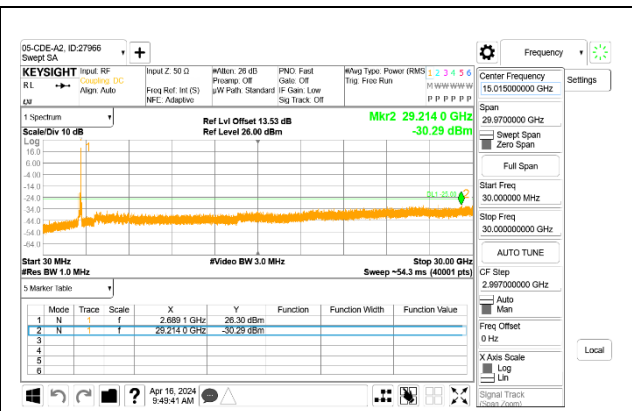 05-CDE-A2, ID:27966
Swept SA
Frequency
Settings
KEYSIGHT
RL
Input: RF
Coupling: DC
Align: Auto
Input Z: 50 Ω
Freq Ref: Int (S)
NFE: Adaptive
#Atten: 26 dB
Preamp: Off
µW Path: Standard
PNO: Fast
Gate: Off
IF Gain: Low
Sig Track: Off
#Avg Type: Power (RMS
Trig: Free Run
1 2 3 4 5 6
M W W W W W
P P P P P P
1 Spectrum
Scale/Div 10 dB
Ref Lvl Offset 13.53 dB
Ref Level 26.00 dBm
Mkr2 29.214 0 GHz
-30.29 dBm
Log
16.0
6.00
-4.00
-14.0
-24.0
-34.0
-44.0
-54.0
-64.0
1
2
DL1 -25.00
Start 30 MHz
#Res BW 1.0 MHz
#Video BW 3.0 MHz
Stop 30.00 GHz
Sweep ~54.3 ms (40001 pts)
5 Marker Table
Mode Trace Scale X Y Function Function Width Function Value
1 N 1 f 2.689 1 GHz 26.30 dBm
2 N 1 f 29.214 0 GHz -30.29 dBm
3
4
5
6
Apr 16, 2024
9:49:41 AM
Center Frequency
15.015000000 GHz
Span
29.9700000 GHz
Swept Span
Zero Span
Full Span
Start Freq
30.000000 MHz
Stop Freq
30.000000000 GHz
AUTO TUNE
CF Step
2.997000000 GHz
Auto
Man
Freq Offset
0 Hz
X Axis Scale
Log
Lin
Signal Track
(Span Zoom)
Local